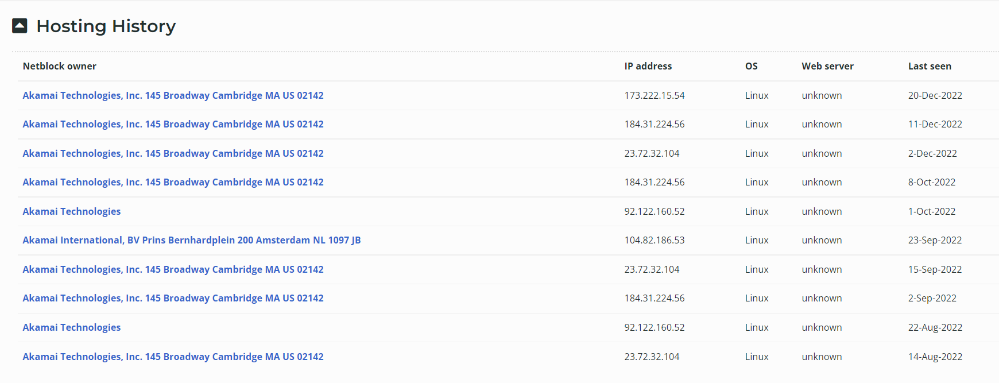 Hosting History
Netblock owner IP address OS Web server Last seen
Akamai Technologies, Inc. 145 Broadway Cambridge MA US 02142 173.222.15.54 Linux unknown 20-Dec-2022
Akamai Technologies, Inc. 145 Broadway Cambridge MA US 02142 184.31.224.56 Linux unknown 11-Dec-2022
Akamai Technologies, Inc. 145 Broadway Cambridge MA US 02142 23.72.32.104 Linux unknown 2-Dec-2022
Akamai Technologies, Inc. 145 Broadway Cambridge MA US 02142 184.31.224.56 Linux unknown 8-Oct-2022
Akamai Technologies 92.122.160.52 Linux unknown 1-Oct-2022
Akamai International, BV Prins Bernhardplein 200 Amsterdam NL 1097 JB 104.82.186.53 Linux unknown 23-Sep-2022
Akamai Technologies, Inc. 145 Broadway Cambridge MA US 02142 23.72.32.104 Linux unknown 15-Sep-2022
Akamai Technologies, Inc. 145 Broadway Cambridge MA US 02142 184.31.224.56 Linux unknown 2-Sep-2022
Akamai Technologies 92.122.160.52 Linux unknown 22-Aug-2022
Akamai Technologies, Inc. 145 Broadway Cambridge MA US 02142 23.72.32.104 Linux unknown 14-Aug-2022